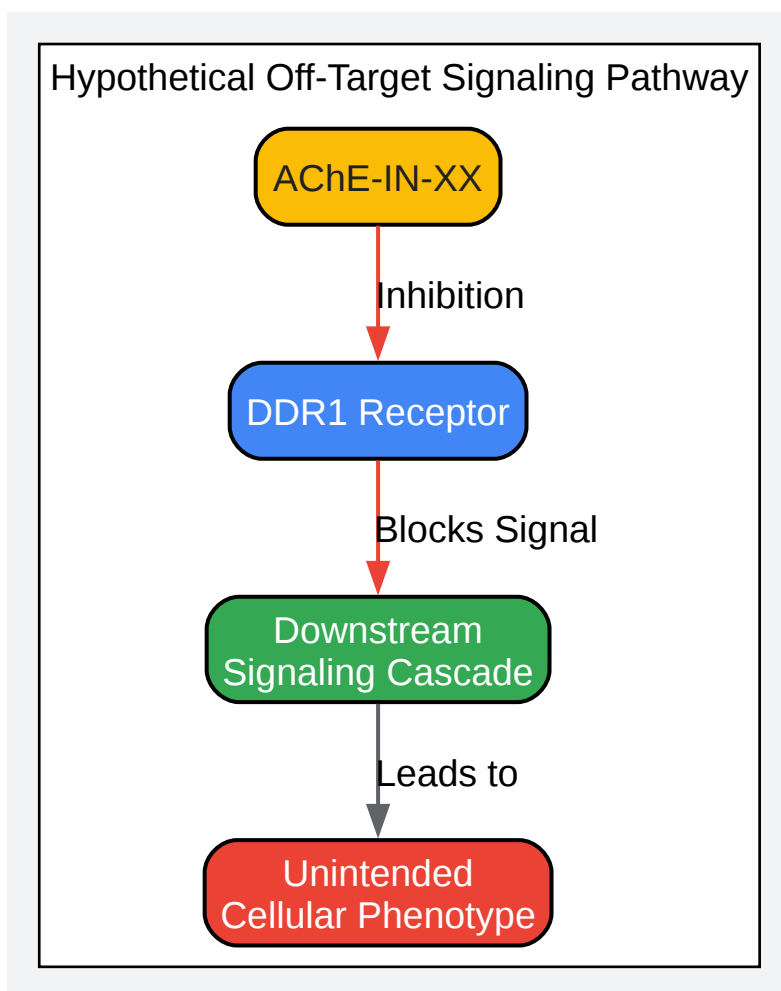 Hypothetical Off-Target Signaling Pathway
AChE-IN-XX
Inhibition
DDR1 Receptor
Blocks Signal
Downstream
Signaling Cascade
Leads to
Unintended
Cellular Phenotype